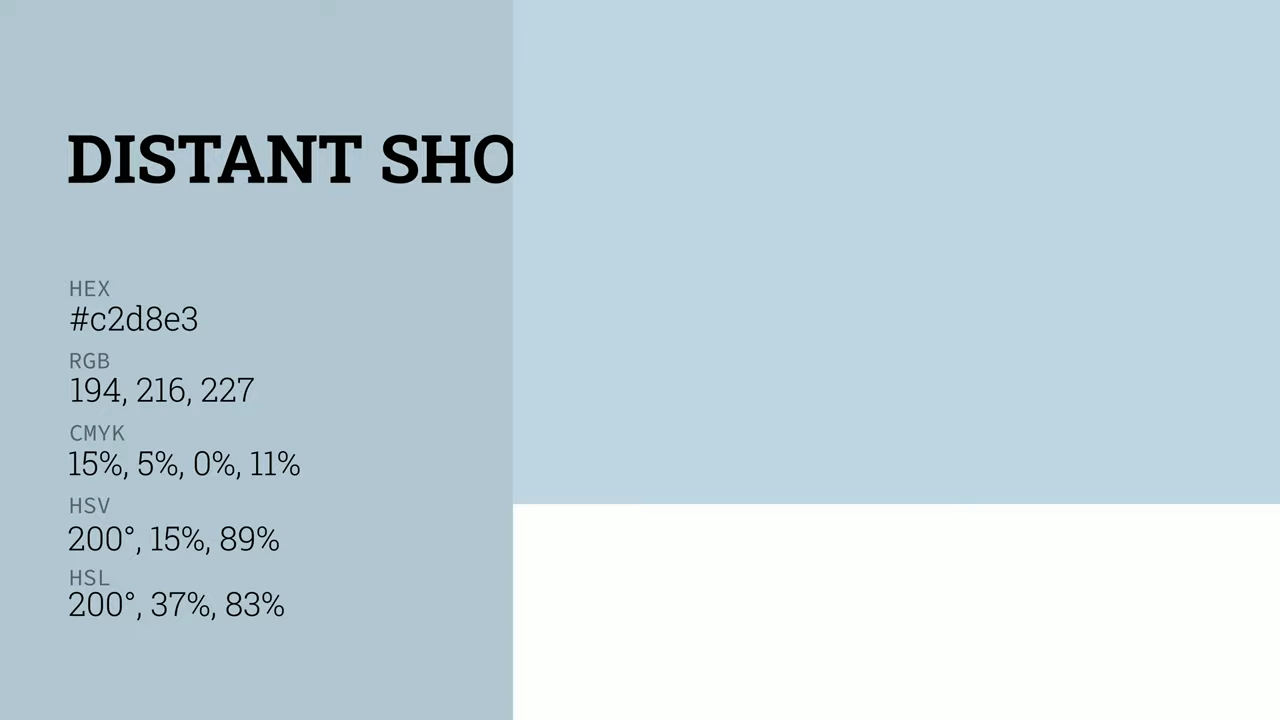 DISTANT SHO
HEX
#c2d8e3
RGB
194, 216, 227
CMYK
15%, 5%, 0%, 11%
HSV
200°, 15%, 89%
HSL
200°, 37%, 83%